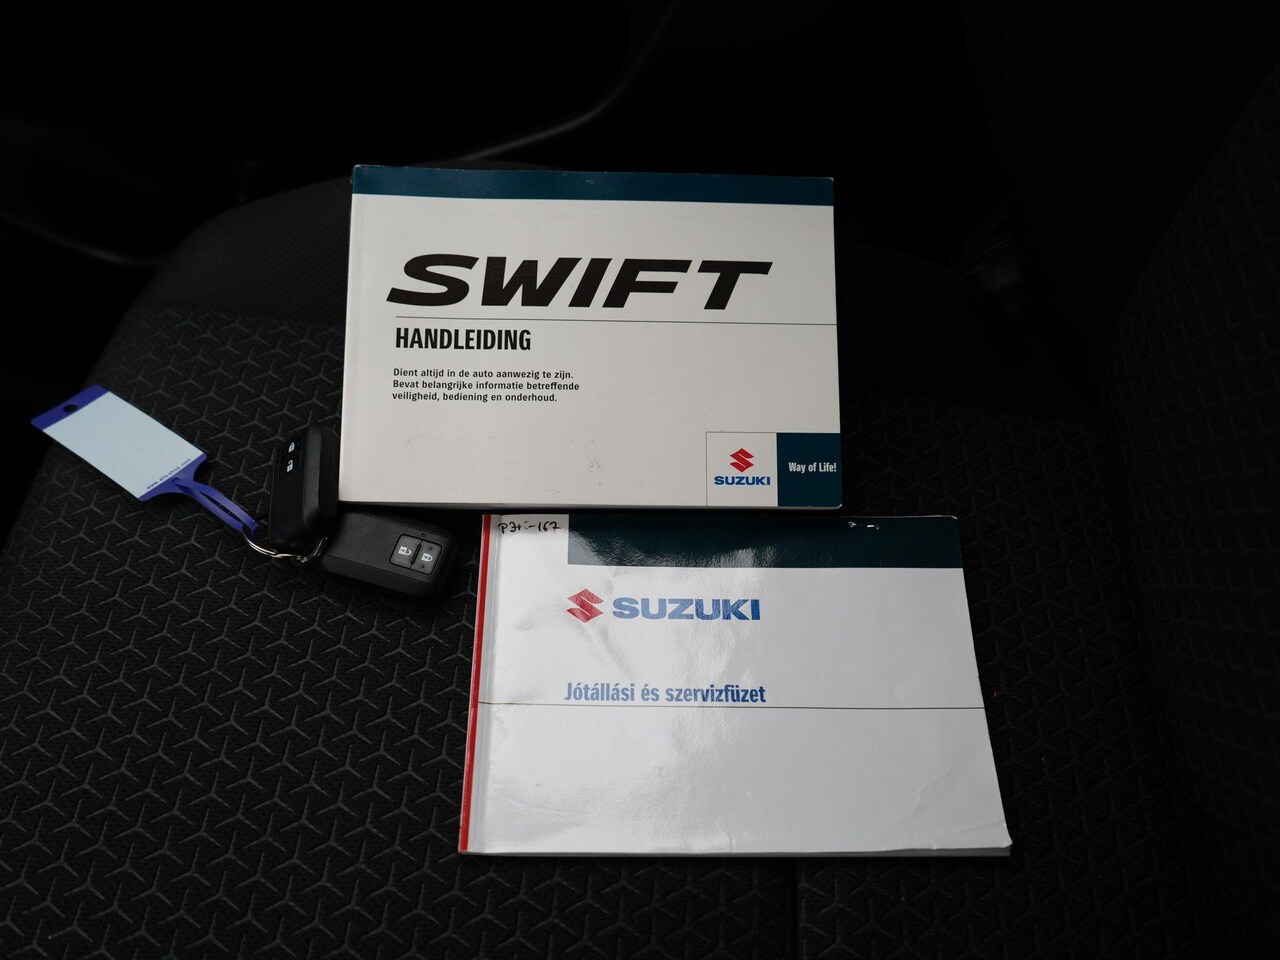 SWIFT
HANDLEIDING
Dient altijd in de auto aanwezig te zijn.
Bevat belangrijke informatie betreffende
veiligheid, bediening en onderhoud.
SUZUKI
Way of Life!
SUZUKI
Jótállási és szervizfüzet